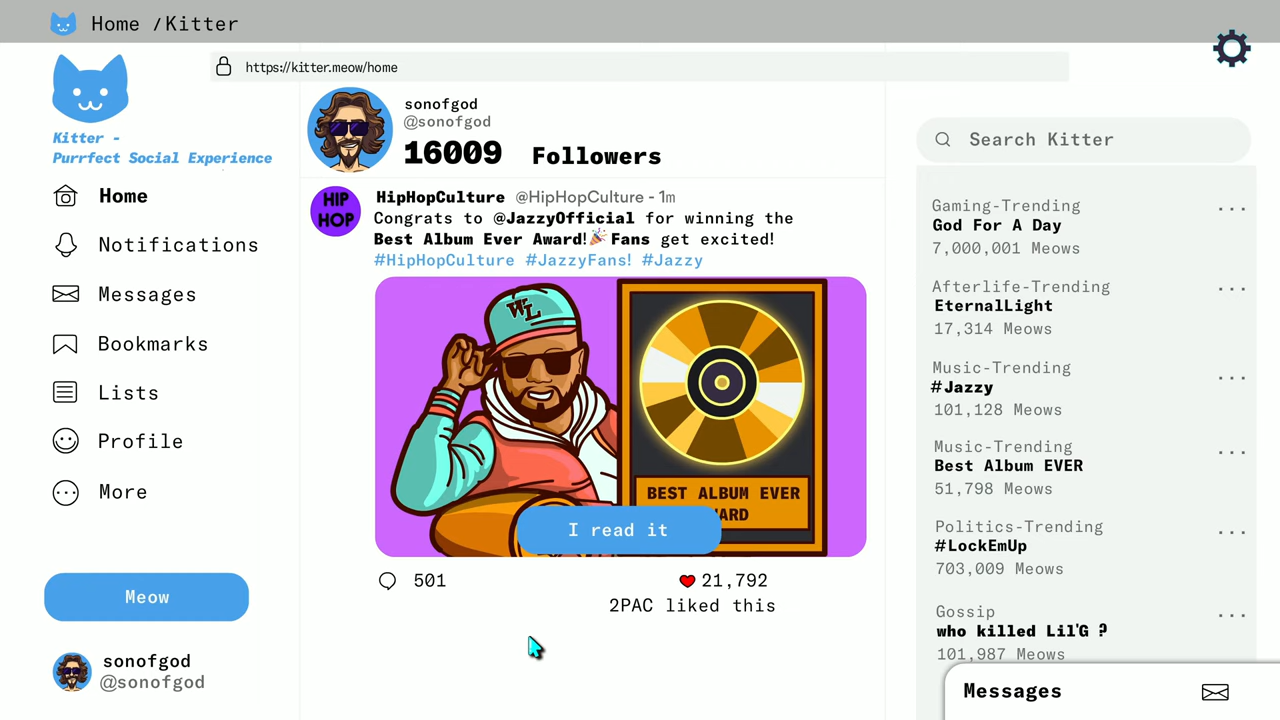 Home /Kitter
https://kitter.meow/home
Kitter -
Purrfect Social Experience
Home
Notifications
Messages
Bookmarks
Lists
Profile
More
Meow
sonofgod
@sonofgod
sonofgod
@sonofgod
16009 Followers
HIP
HOP
HipHopCulture @HipHopCulture - 1m
Congrats to @JazzyOfficial for winning the
Best Album Ever Award!🎉Fans get excited!
#HipHopCulture #JazzyFans! #Jazzy
WL
BEST ALBUM EVER
I read it
501
21,792
2PAC liked this
Search Kitter
Gaming-Trending
God For A Day
7,000,001 Meows
Afterlife-Trending
EternalLight
17,314 Meows
Music-Trending
#Jazzy
101,128 Meows
Music-Trending
Best Album EVER
51,798 Meows
Politics-Trending
#LockEmUp
703,009 Meows
Gossip
who killed Lil'G ?
101,987 Meows
Messages